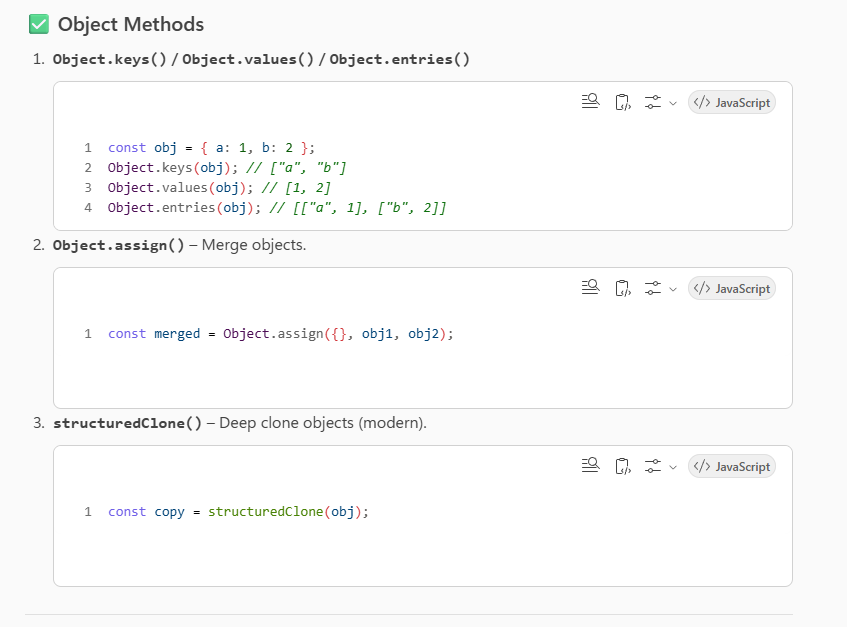 ✅ Object Methods
1. Object.keys() / Object.values() / Object.entries()
</> JavaScript
1 const obj = { a: 1, b: 2 };
2 Object.keys(obj); // ["a", "b"]
3 Object.values(obj); // [1, 2]
4 Object.entries(obj); // [["a", 1], ["b", 2]]
2. Object.assign() – Merge objects.
</> JavaScript
1 const merged = Object.assign({}, obj1, obj2);
3. structuredClone() – Deep clone objects (modern).
</> JavaScript
1 const copy = structuredClone(obj);